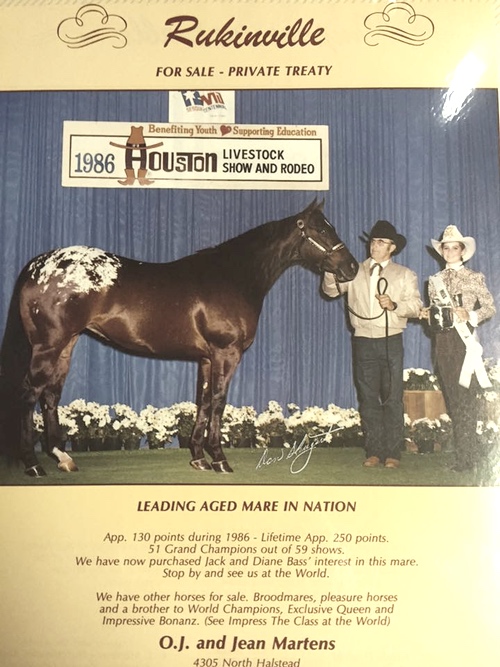 Rukinville
FOR SALE - PRIVATE TREATY
Benefiting Youth Supporting Education
1986 HOUSTON LIVESTOCK
SHOW AND RODEO
LEADING AGED MARE IN NATION
App. 130 points during 1986 - Lifetime App. 250 points.
51 Grand Champions out of 59 shows.
We have now purchased Jack and Diane Bass' interest in this mare.
Stop by and see us at the World.
We have other horses for sale. Broodmares, pleasure horses
and a brother to World Champions, Exclusive Queen and
Impressive Bonanz. (See Impress The Class at the World)
O.J. and Jean Martens
4305 North Halstead